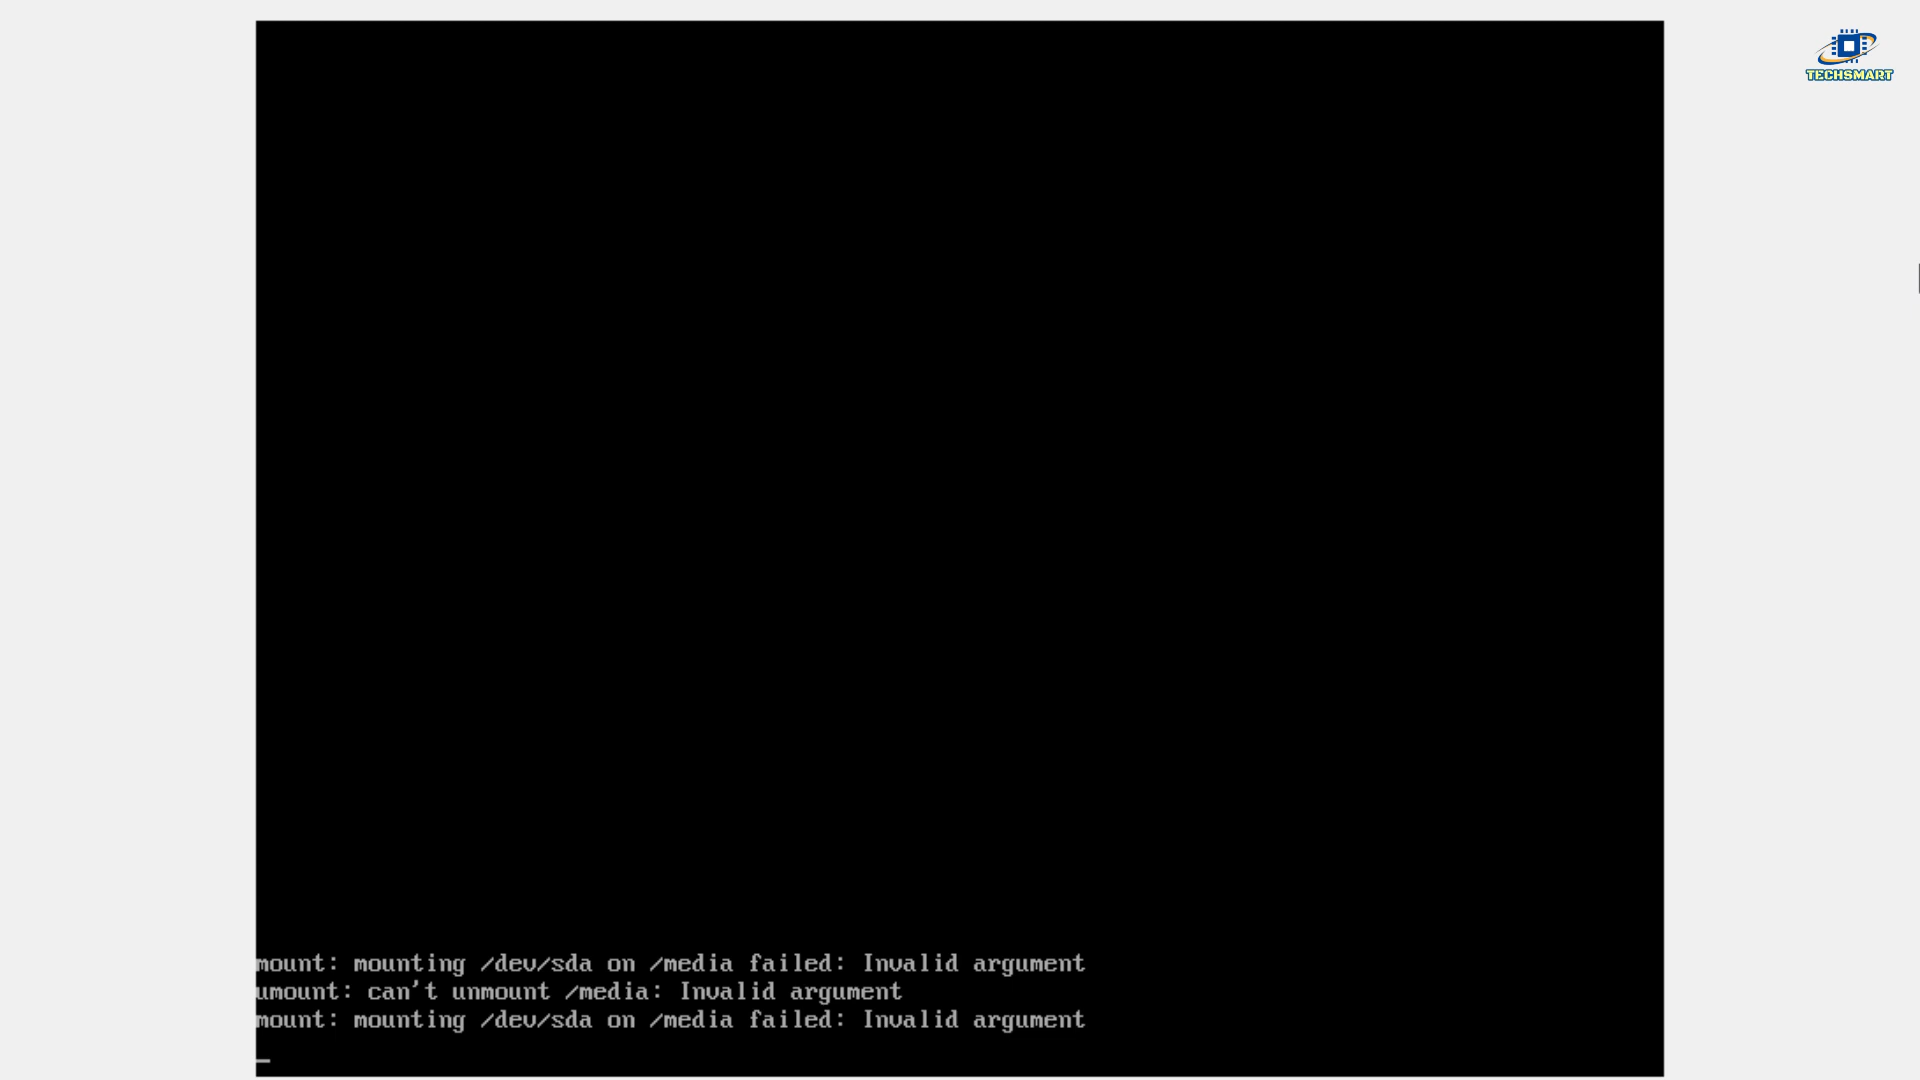 TECHSMART
mount: mounting /dev/sda on /media failed: Invalid argument
umount: can't unmount /media: Invalid argument
mount: mounting /dev/sda on /media failed: Invalid argument